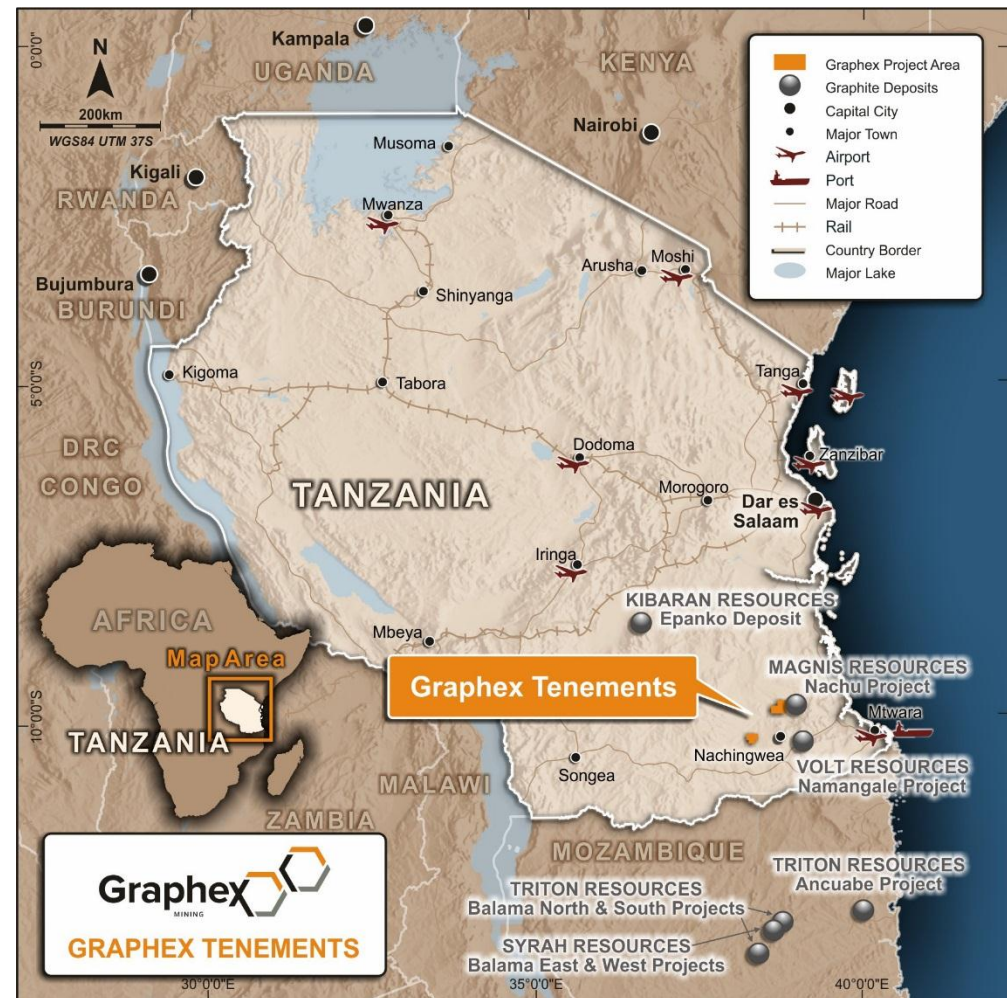 Kampala
UGANDA
KENYA
N
200km
WGS84 UTM 37S
0°0'0"
Graphex Project Area
Graphite Deposits
Capital City
Major Town
Airport
Port
Major Road
Rail
Country Border
Major Lake
Nairobi
Musoma
Kigali
RWANDA
Mwanza
Arusha
Moshi
Bujumbura
BURUNDI
Shinyanga
Kigoma
Tabora
Tanga
5°0'0"S
DRC
CONGO
Dodoma
Zanzibar
TANZANIA
Morogoro
Dar es
Salaam
Iringa
KIBARAN RESOURCES
Epanko Deposit
AFRICA
Map Area
TANZANIA
Mbeya
Graphex Tenements
MAGNIS RESOURCES
Nachu Project
Mtwara
10°0'0"S
Nachingwea
Songea
VOLT RESOURCES
Namangale Project
MALAWI
ZAMBIA
MOZAMBIQUE
TRITON RESOURCES
Ancuabe Project
TRITON RESOURCES
Balama North & South Projects
SYRAH RESOURCES
Balama East & West Projects
Graphex
MINING
GRAPHEX TENEMENTS
30°0'0"E
35°0'0"E
40°0'0"E